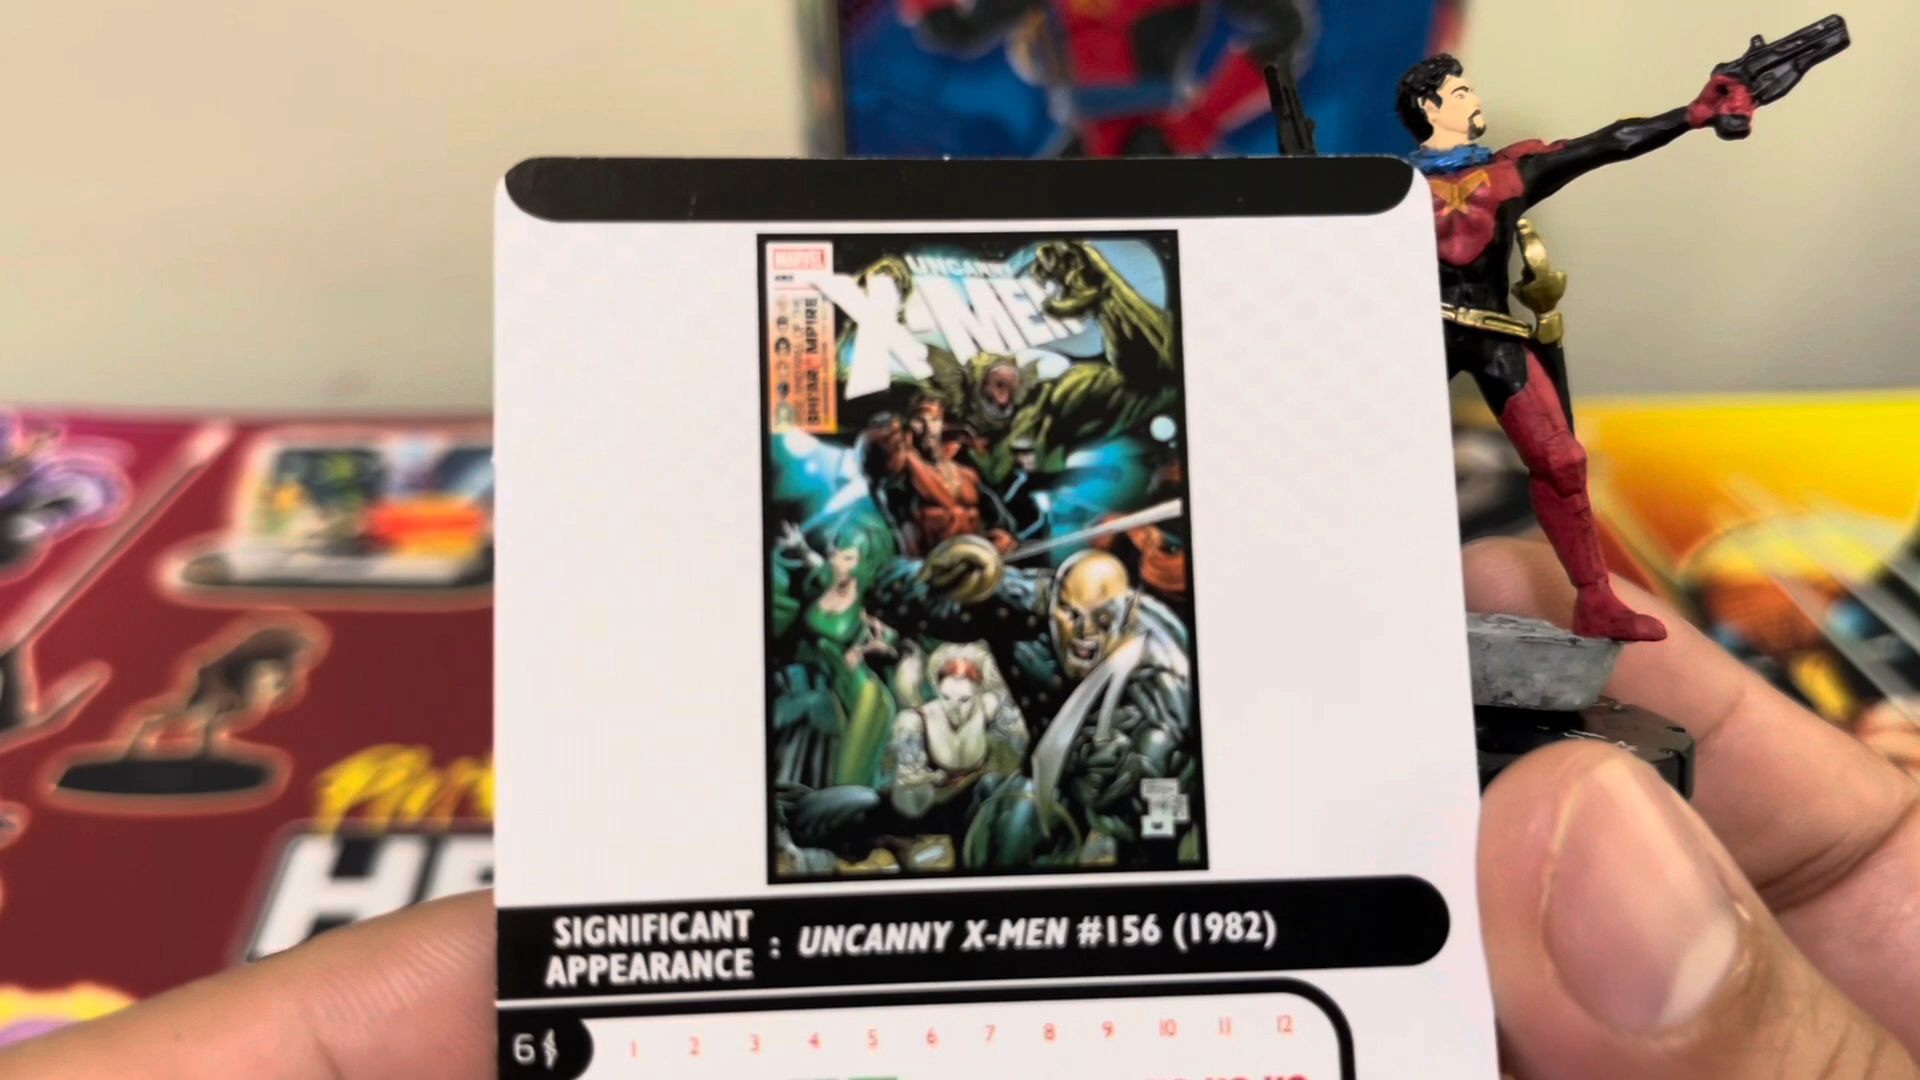 MARVEL
UNCANNY
X-MEN
SIGNIFICANT
APPEARANCE : UNCANNY X-MEN #156 (1982)
6
1 2 3 4 5 6 7 8 9 10 11 12